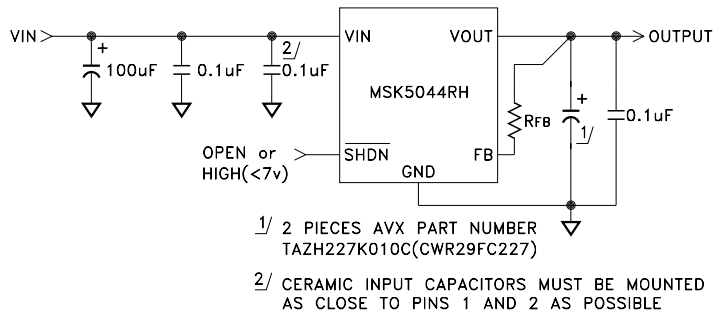 VIN
VIN
VOUT
OUTPUT
+
100uF
0.1uF
2/
0.1uF
MSK5044RH
RFB
+
1/
0.1uF
OPEN or
HIGH(<7v)
SHDN
FB
GND
1/ 2 PIECES AVX PART NUMBER
TAZH227K010C(CWR29FC227)
2/ CERAMIC INPUT CAPACITORS MUST BE MOUNTED
AS CLOSE TO PINS 1 AND 2 AS POSSIBLE